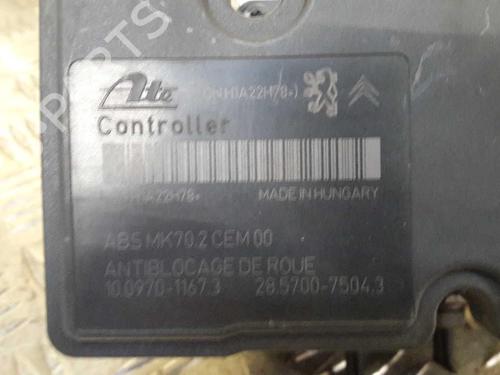 Ate
Controller
MADE IN HUNGARY
ABS MK70.2 CEM 00
ANTIBLOCAGE DE ROUE
10.0970-1167.3 28.5700-7504.3